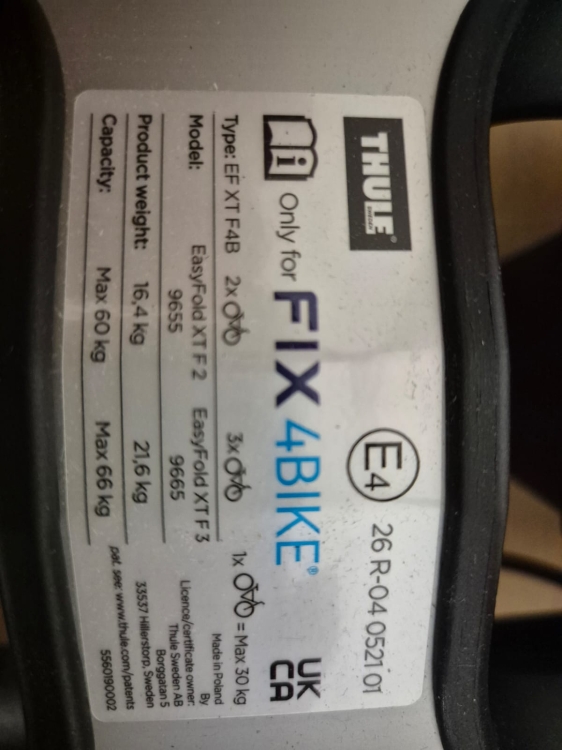 THULE
SWEDEN
E4 26 R-04 0521 01
Only for FIX4BIKE®
UK
CA
Type: EF XT F4B 2x 3x 1x = Max 30 kg
Model: EasyFold XT F 2 EasyFold XT F 3
9655 9665
Product weight: 16,4 kg 21,6 kg
Capacity: Max 60 kg Max 66 kg
Made in Poland
By
Licence/certificate owner:
Thule Sweden AB
Borggatan 5
33537 Hillerstorp, Sweden
pat. see: www.thule.com/patents
5560190002